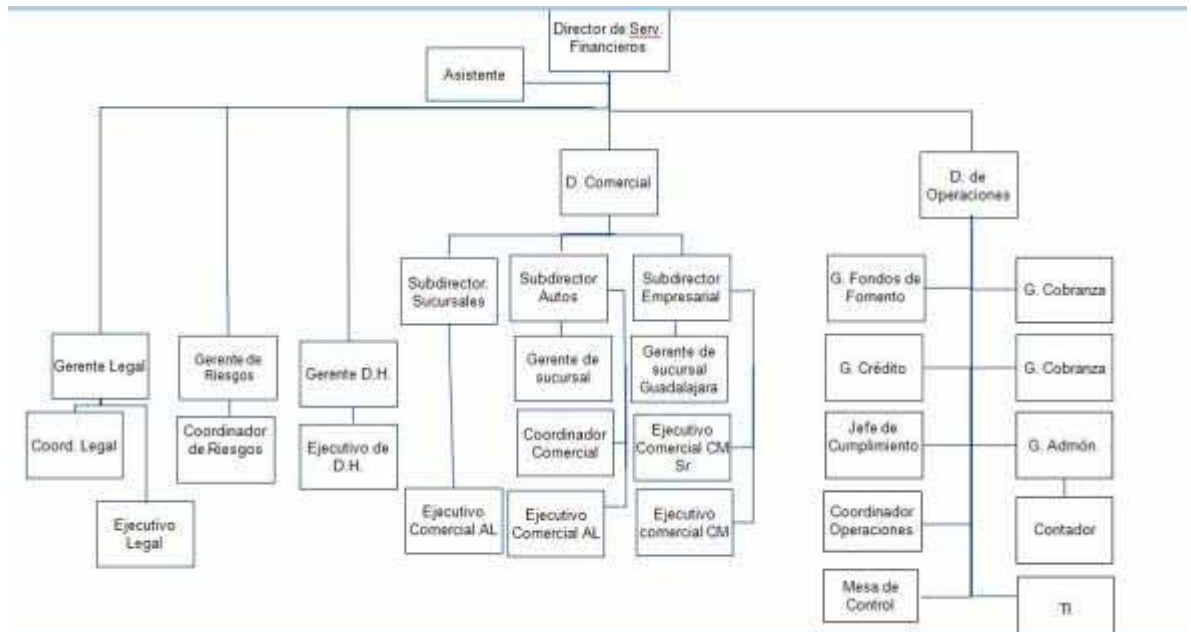 Director de Serv.
Financieros
Asistente
D. Comercial
D. de
Operaciones
Subdirector.
Sucursales
Subdirector
Autos
Subdirector
Empresarial
G. Fondos de
Fomento
G. Cobranza
Gerente Legal
Gerente de
Riesgos
Gerente D.H.
Gerente de
sucursal
Gerente de
sucursal
Guadalajara
G. Crédito
G. Cobranza
Coord. Legal
Coordinador
de Riesgos
Ejecutivo de
D.H.
Coordinador
Comercial
Ejecutivo
Comercial CM
Sr
Jefe de
Cumplimiento
G. Admón.
Ejecutivo
Legal
Ejecutivo
Comercial AL
Ejecutivo
Comercial AL
Ejecutivo
comercial CM
Coordinador
Operaciones
Contador
Mesa de
Control
TI